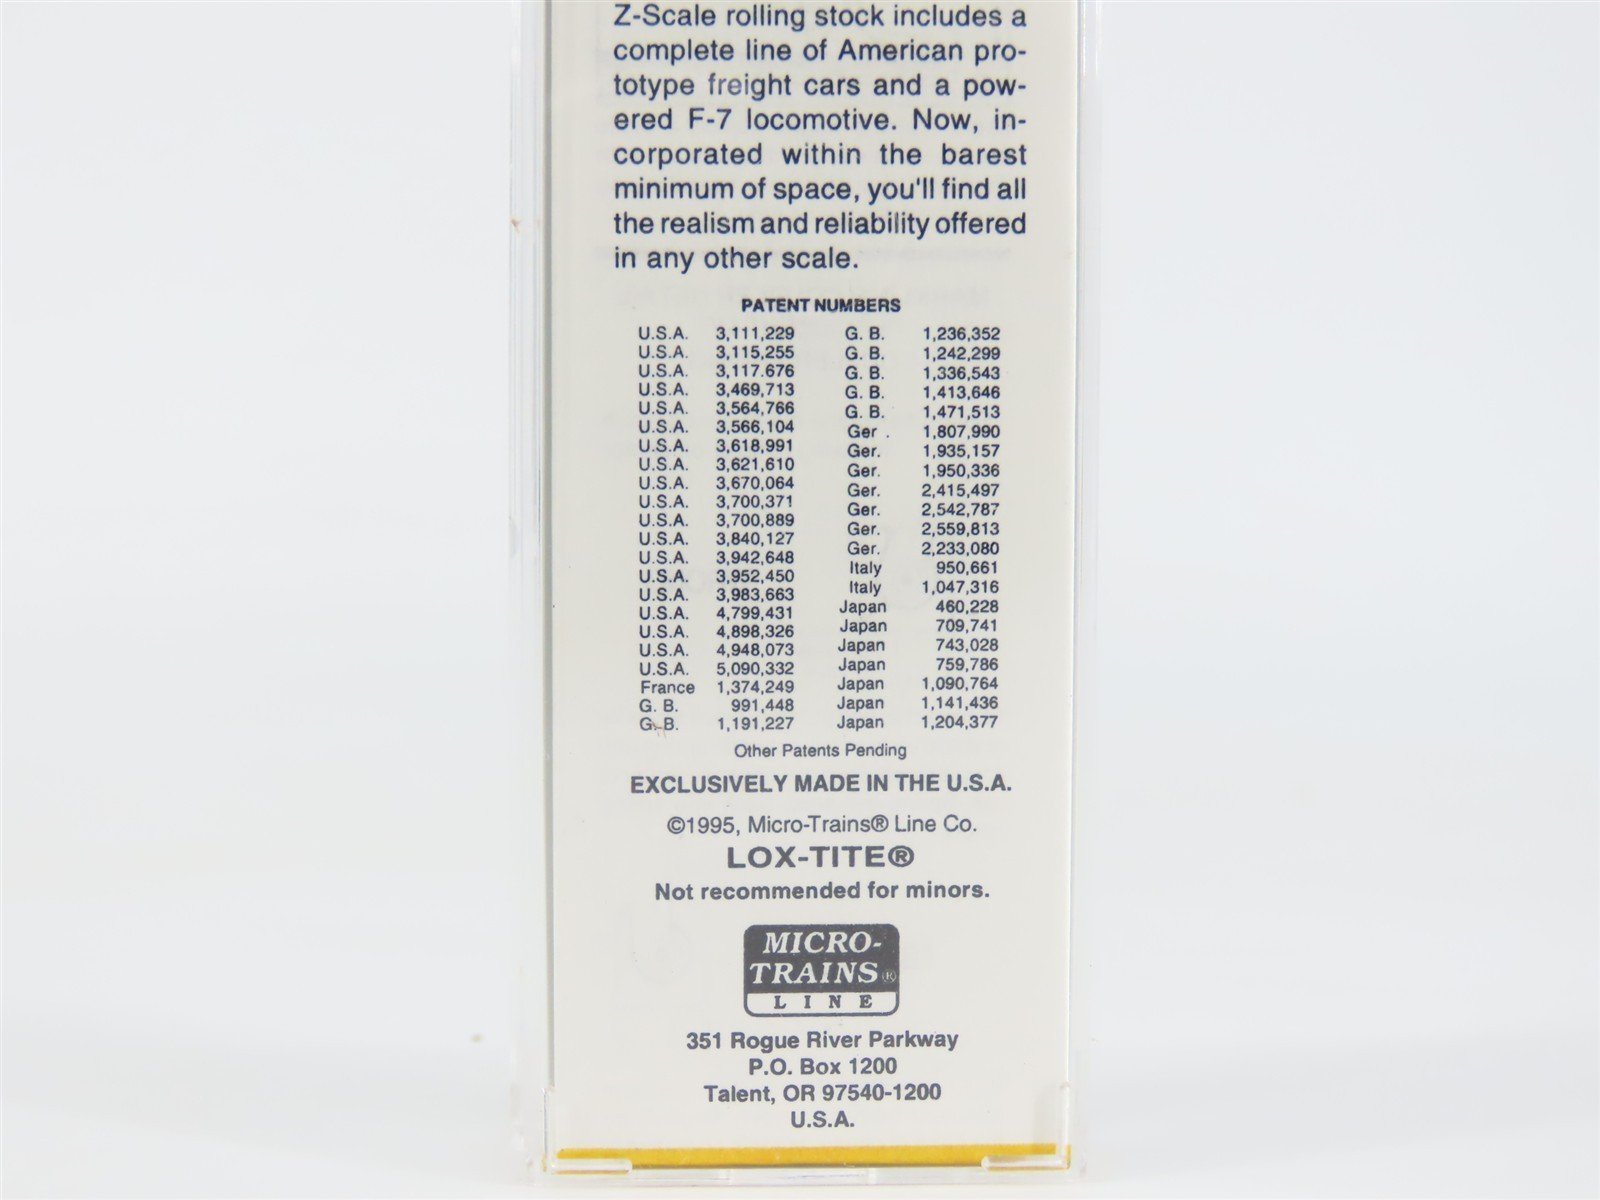 Z-Scale rolling stock includes a
complete line of American pro-
totype freight cars and a pow-
ered F-7 locomotive. Now, in-
corporated within the barest
minimum of space, you'll find all
the realism and reliability offered
in any other scale.
PATENT NUMBERS
U.S.A. 3,111,229 G. B. 1,236,352
U.S.A. 3,115,255 G. B. 1,242,299
U.S.A. 3,117.676 G. B. 1,336,543
U.S.A. 3,469,713 G. B. 1,413,646
U.S.A. 3,564,766 G. B. 1,471,513
U.S.A. 3,566,104 Ger . 1,807,990
U.S.A. 3,618,991 Ger. 1,935,157
U.S.A. 3,621,610 Ger. 1,950,336
U.S.A. 3,670,064 Ger. 2,415,497
U.S.A. 3,700,371 Ger. 2,542,787
U.S.A. 3,700,889 Ger. 2,559,813
U.S.A. 3,840,127 Ger. 2,233,080
U.S.A. 3,942,648 Italy 950,661
U.S.A. 3,952,450 Italy 1,047,316
U.S.A. 3,983,663 Japan 460,228
U.S.A. 4,799,431 Japan 709,741
U.S.A. 4,898,326 Japan 743,028
U.S.A. 4,948,073 Japan 759,786
U.S.A. 5,090,332 Japan 1,090,764
France 1,374,249 Japan 1,141,436
G. B. 991,448 Japan 1,204,377
G. B. 1,191,227
Other Patents Pending
EXCLUSIVELY MADE IN THE U.S.A.
©1995, Micro-Trains® Line Co.
LOX-TITE®
Not recommended for minors.
MICRO-
TRAINS®
LINE
351 Rogue River Parkway
P.O. Box 1200
Talent, OR 97540-1200
U.S.A.